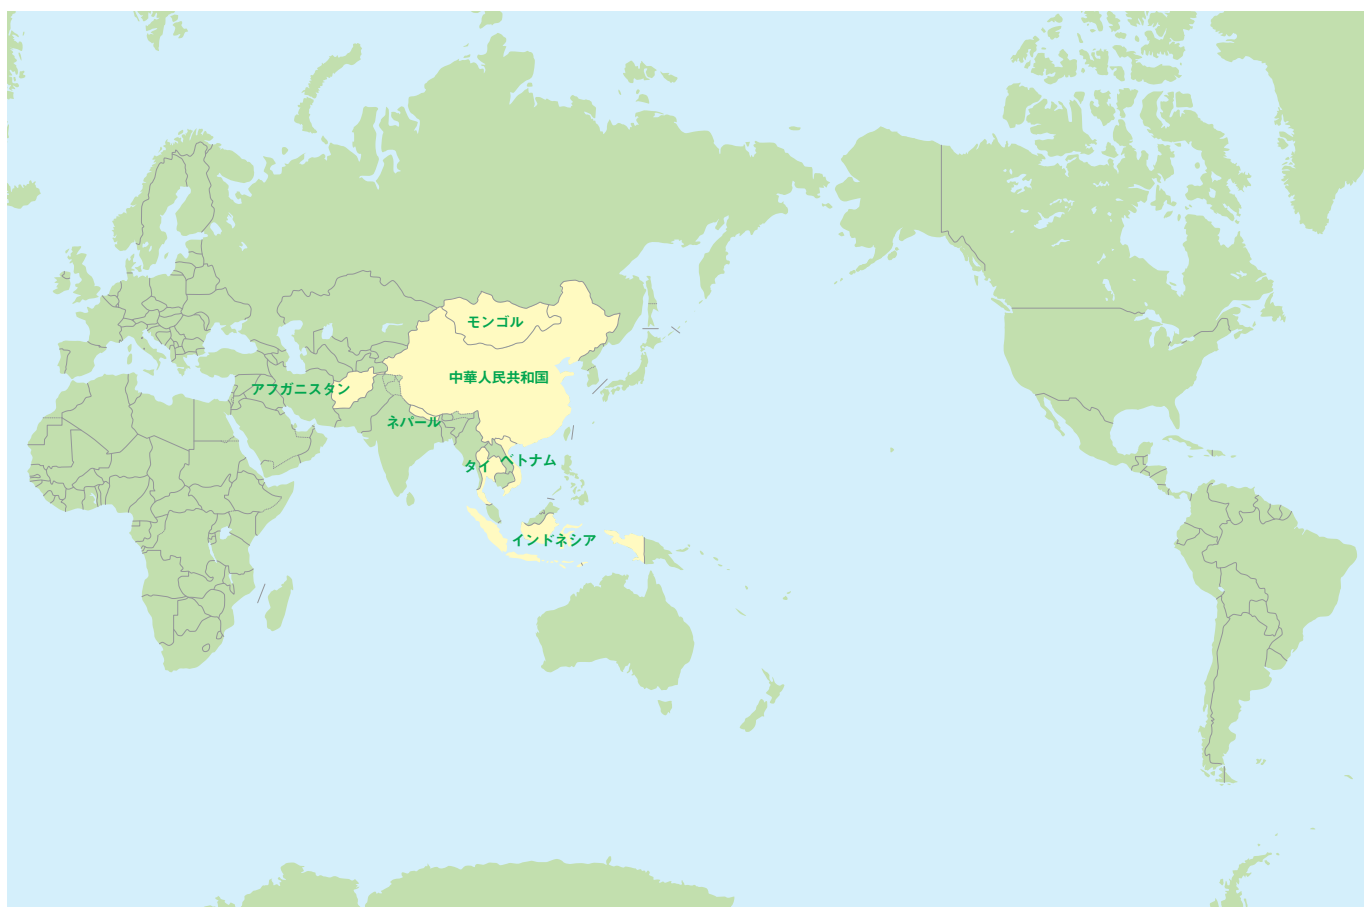 モンゴル
中華人民共和国
アフガニスタン
ネパール
タイ
ベトナム
インドネシア